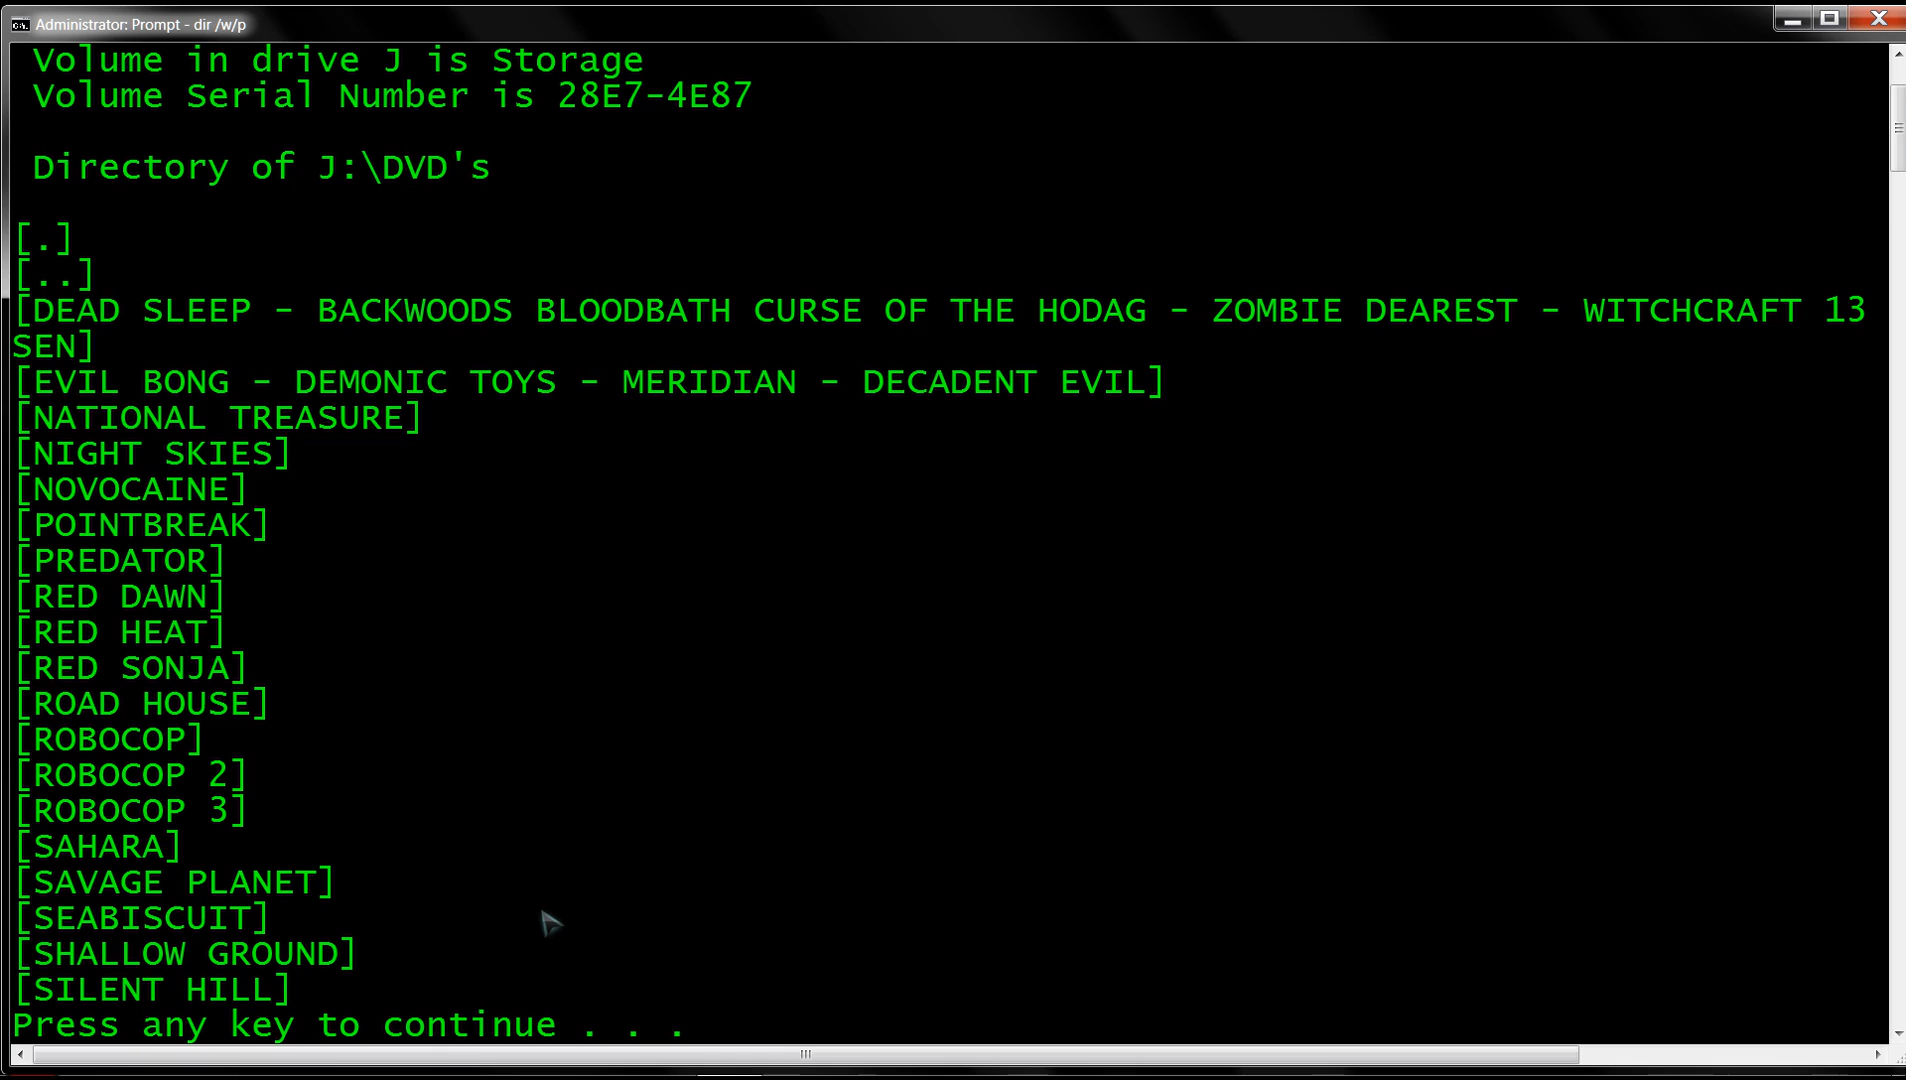 Administrator: Prompt - dir /w/p
Volume in drive J is Storage
Volume Serial Number is 28E7-4E87
Directory of J:\DVD's
[.]
[..]
[DEAD SLEEP - BACKWOODS BLOODBATH CURSE OF THE HODAG - ZOMBIE DEAREST - WITCHCRAFT 13
SEN]
[EVIL BONG - DEMONIC TOYS - MERIDIAN - DECADENT EVIL]
[NATIONAL TREASURE]
[NIGHT SKIES]
[NOVOCAINE]
[POINTBREAK]
[PREDATOR]
[RED DAWN]
[RED HEAT]
[RED SONJA]
[ROAD HOUSE]
[ROBOCOP]
[ROBOCOP 2]
[ROBOCOP 3]
[SAHARA]
[SAVAGE PLANET]
[SEABISCUIT]
[SHALLOW GROUND]
[SILENT HILL]
Press any key to continue . . .